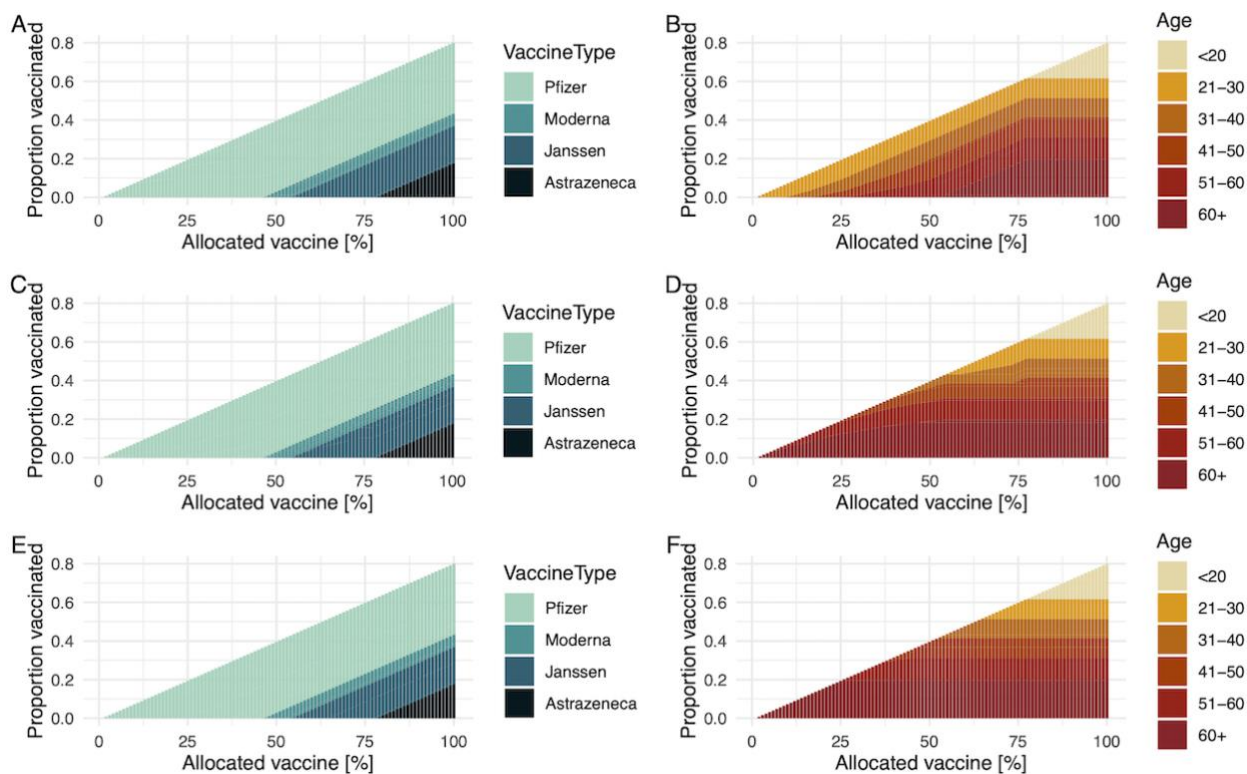 A
Proportion vaccinated
0.8
0.6
0.4
0.2
0.0
0 25 50 75 100
Allocated vaccine [%]
VaccineType
Pfizer
Moderna
Janssen
Astrazeneca
B
Proportion vaccinated
0.8
0.6
0.4
0.2
0.0
0 25 50 75 100
Allocated vaccine [%]
Age
<20
21–30
31–40
41–50
51–60
60+
C
Proportion vaccinated
0.8
0.6
0.4
0.2
0.0
0 25 50 75 100
Allocated vaccine [%]
VaccineType
Pfizer
Moderna
Janssen
Astrazeneca
D
Proportion vaccinated
0.8
0.6
0.4
0.2
0.0
0 25 50 75 100
Allocated vaccine [%]
Age
<20
21–30
31–40
41–50
51–60
60+
E
Proportion vaccinated
0.8
0.6
0.4
0.2
0.0
0 25 50 75 100
Allocated vaccine [%]
VaccineType
Pfizer
Moderna
Janssen
Astrazeneca
F
Proportion vaccinated
0.8
0.6
0.4
0.2
0.0
0 25 50 75 100
Allocated vaccine [%]
Age
<20
21–30
31–40
41–50
51–60
60+